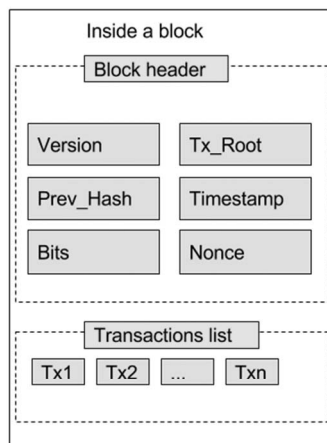 Inside a block
Block header
Version Tx_Root
Prev_Hash Timestamp
Bits Nonce
Transactions list
Tx1 Tx2 ... Txn